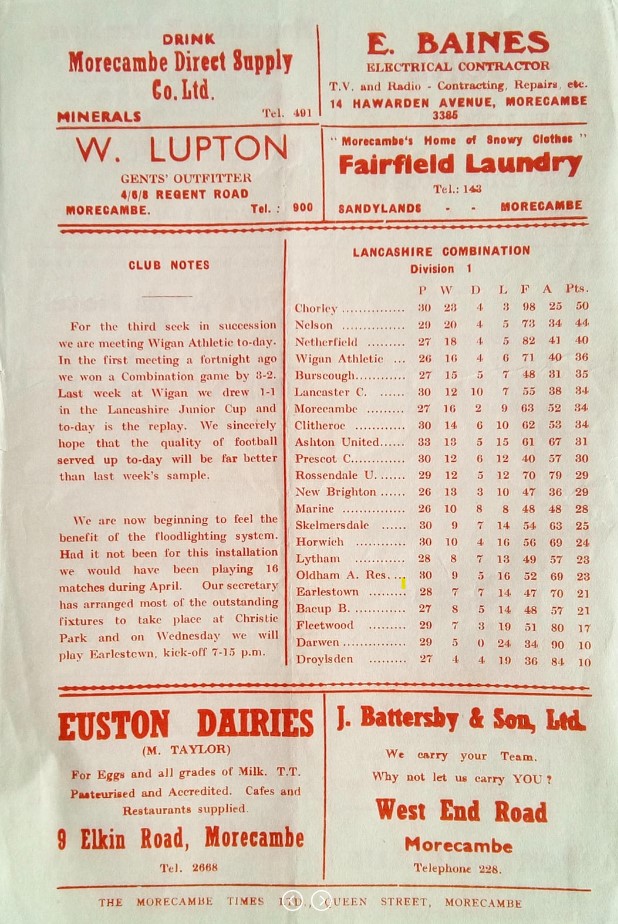 DRINK
Morecambe Direct Supply
Co. Ltd.
MINERALS Tel. 491
E. BAINES
ELECTRICAL CONTRACTOR
T.V. and Radio - Contracting, Repairs, etc.
14 HAWARDEN AVENUE, MORECAMBE
3385
W. LUPTON
GENTS' OUTFITTER
4/6/8 REGENT ROAD
MORECAMBE. Tel. : 900
"Morecambe's Home of Snowy Clothes"
Fairfield Laundry
Tel.: 143
SANDYLANDS - - MORECAMBE
CLUB NOTES
For the third seek in succession
we are meeting Wigan Athletic to-day.
In the first meeting a fortnight ago
we won a Combination game by 3-2.
Last week at Wigan we drew 1-1
in the Lancashire Junior Cup and
to-day is the replay. We sincerely
hope that the quality of football
served up to-day will be far better
than last week's sample.
We are now beginning to feel the
benefit of the floodlighting system.
Had it not been for this installation
we would have been playing 16
matches during April. Our secretary
has arranged most of the outstanding
fixtures to take place at Christie
Park and on Wednesday we will
play Earlestown, kick-off 7-15 p.m.
LANCASHIRE COMBINATION
Division 1
P W D L F A Pts.
Chorley ............... 30 23 4 3 98 25 50
Nelson ............... 29 20 4 5 73 34 44
Netherfield ......... 27 18 4 5 82 41 40
Wigan Athletic ... 26 16 4 6 71 40 36
Burscough............ 27 15 5 7 48 31 35
Lancaster C. ...... 30 12 10 7 55 38 34
Morecambe ......... 27 16 2 9 63 52 34
Clitheroe ............ 30 14 6 10 62 53 34
Ashton United...... 33 13 5 15 61 67 31
Prescot C............. 30 12 6 12 40 57 30
Rossendale U. ...... 29 12 5 12 70 79 29
New Brighton ...... 26 13 3 10 47 36 29
Marine ............... 26 10 8 8 48 48 28
Skelmersdale ...... 30 9 7 14 54 63 25
Horwich ............ 30 10 4 16 56 69 24
Lytham ............ 28 8 7 13 49 57 23
Oldham A. Res. ... 30 9 5 16 52 69 23
Earlestown ......... 28 7 7 14 47 70 21
Bacup B. ............ 27 8 5 14 48 57 21
Fleetwood ......... 29 7 3 19 51 80 17
Darwen ............... 29 5 0 24 34 90 10
Droylsden ......... 27 4 4 19 36 84 10
EUSTON DAIRIES
(M. TAYLOR)
For Eggs and all grades of Milk. T.T.
Pasteurised and Accredited. Cafes and
Restaurants supplied.
9 Elkin Road, Morecambe
Tel. 2668
J. Battersby & Son, Ltd.
We carry your Team.
Why not let us carry YOU ?
West End Road
Morecambe
Telephone 228.
THE MORECAMBE TIMES QUEEN STREET, MORECAMBE